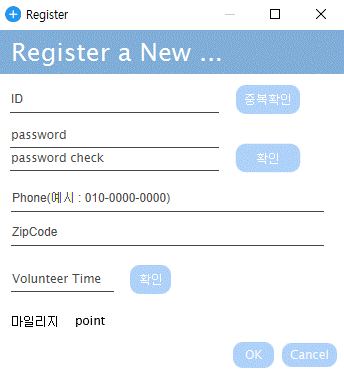 Register
Register a New ...
ID 중복확인
password
password check 확인
Phone(예시 : 010-0000-0000)
ZipCode
Volunteer Time 확인
마일리지 point
OK Cancel